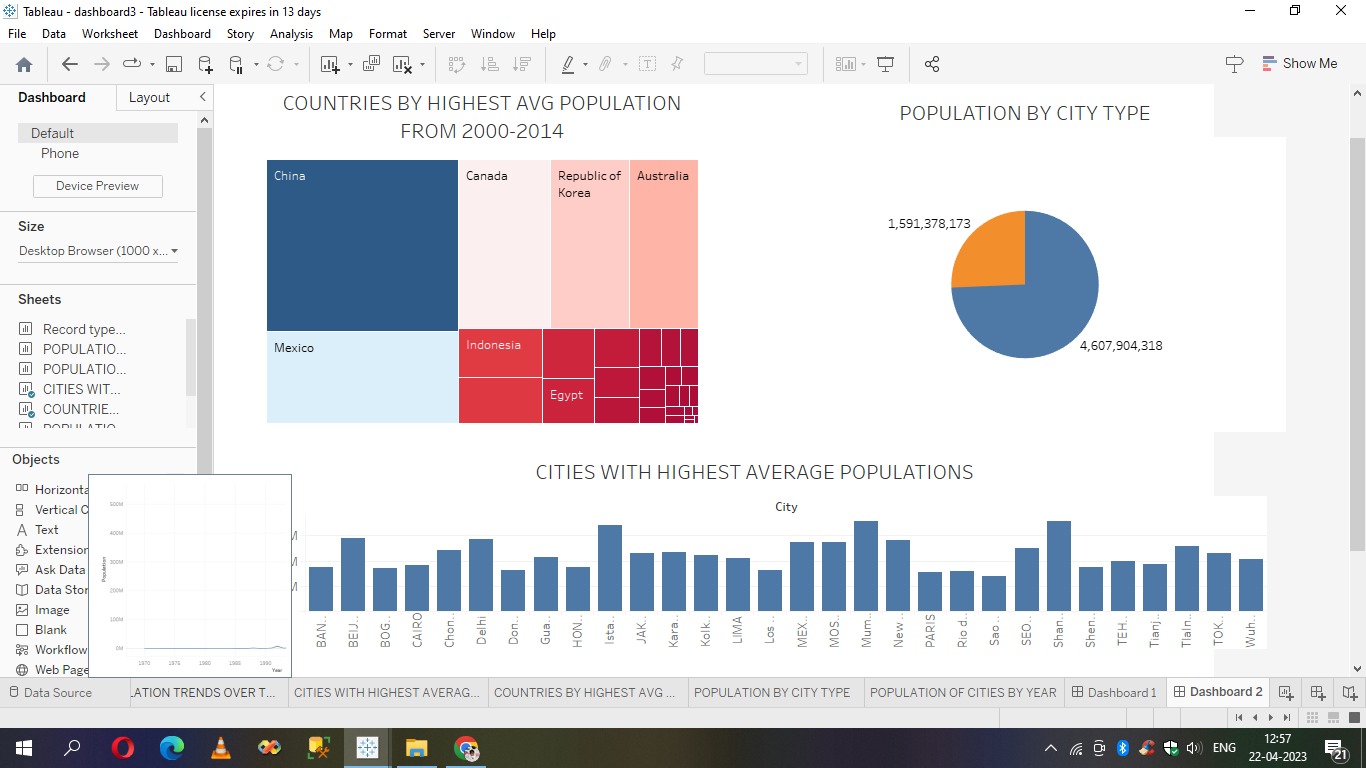 Tableau - dashboard3 - Tableau license expires in 13 days
File Data Worksheet Dashboard Story Analysis Map Format Server Window Help
Show Me
Dashboard Layout
Default
Phone
Device Preview
Size
Desktop Browser (1000 x...
Sheets
Record type...
POPULATIO...
POPULATIO...
CITIES WIT...
COUNTRIE...
POPULATIO
Objects
Horizonta
Vertical C
Text
Extension
Ask Data
Data Stor
Image
Blank
Workflow
Web Page
500M
400M
300M
200M
100M
0M
Population
1970 1975 1980 1985 1990
Year
COUNTRIES BY HIGHEST AVG POPULATION
FROM 2000-2014
China
Canada
Republic of
Korea
Australia
Mexico
Indonesia
Egypt
POPULATION BY CITY TYPE
1,591,378,173
4,607,904,318
CITIES WITH HIGHEST AVERAGE POPULATIONS
City
M
M
M
BAN.. BEIJ.. BOG.. CAIRO Chon.. Delhi Don.. Gua.. HON.. Ista.. JAK.. Kara.. Kolk.. LIMA Los .. MEX.. MOS.. Mum.. New .. PARIS Rio d.. Sao .. SEO.. Shan.. Shen.. TEH.. Tianj.. TlaIn.. TOK.. Wuh..
Data Source LATION TRENDS OVER T... CITIES WITH HIGHEST AVERAG... COUNTRIES BY HIGHEST AVG ... POPULATION BY CITY TYPE POPULATION OF CITIES BY YEAR Dashboard 1 Dashboard 2
ENG
12:57
22-04-2023
21